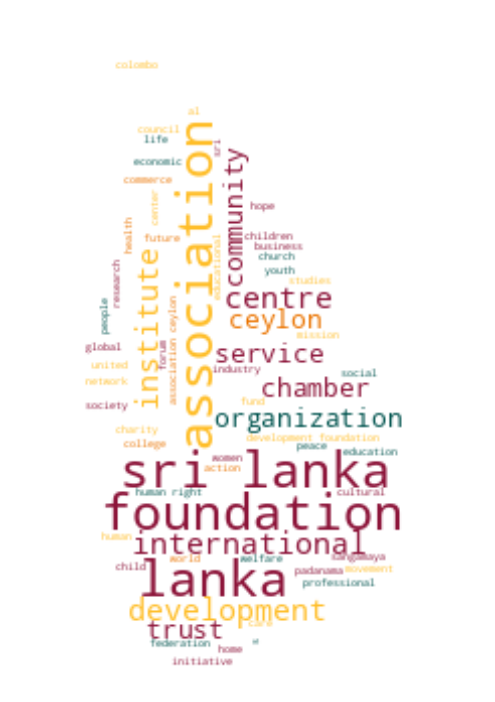 colombo
al
council
life
sri
economic
commerce
association
community
center
hope
health
future
children
educational
business
church
youth
research
institute
studies
centre
people
association ceylon
ceylon
mission
global
forum
service
united
industry
social
network
chamber
society
fund
organization
charity
development foundation
college
peace
education
women
sri lanka
action
human right
cultural
foundation
human
international
world
welfare
sangamaya
child
lanka
padanama
movement
professional
development
care
trust
federation
home
initiative